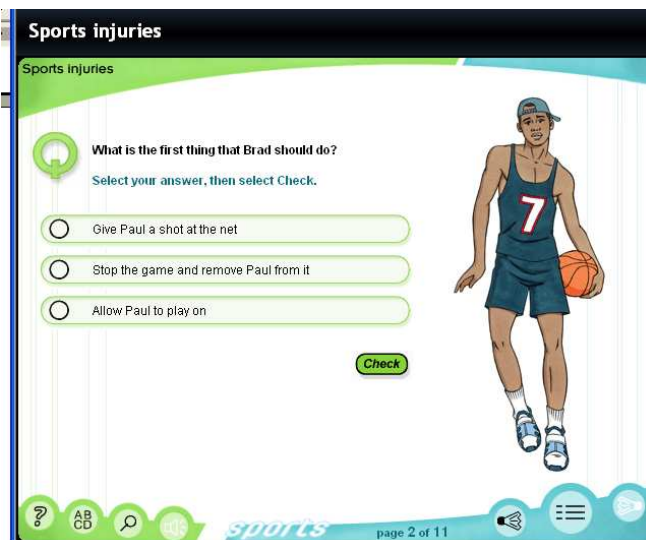 Sports injuries
Sports injuries
Q
What is the first thing that Brad should do?
Select your answer, then select Check.
Give Paul a shot at the net
Stop the game and remove Paul from it
Allow Paul to play on
Check
7
?
AB
CD
sports
page 2 of 11